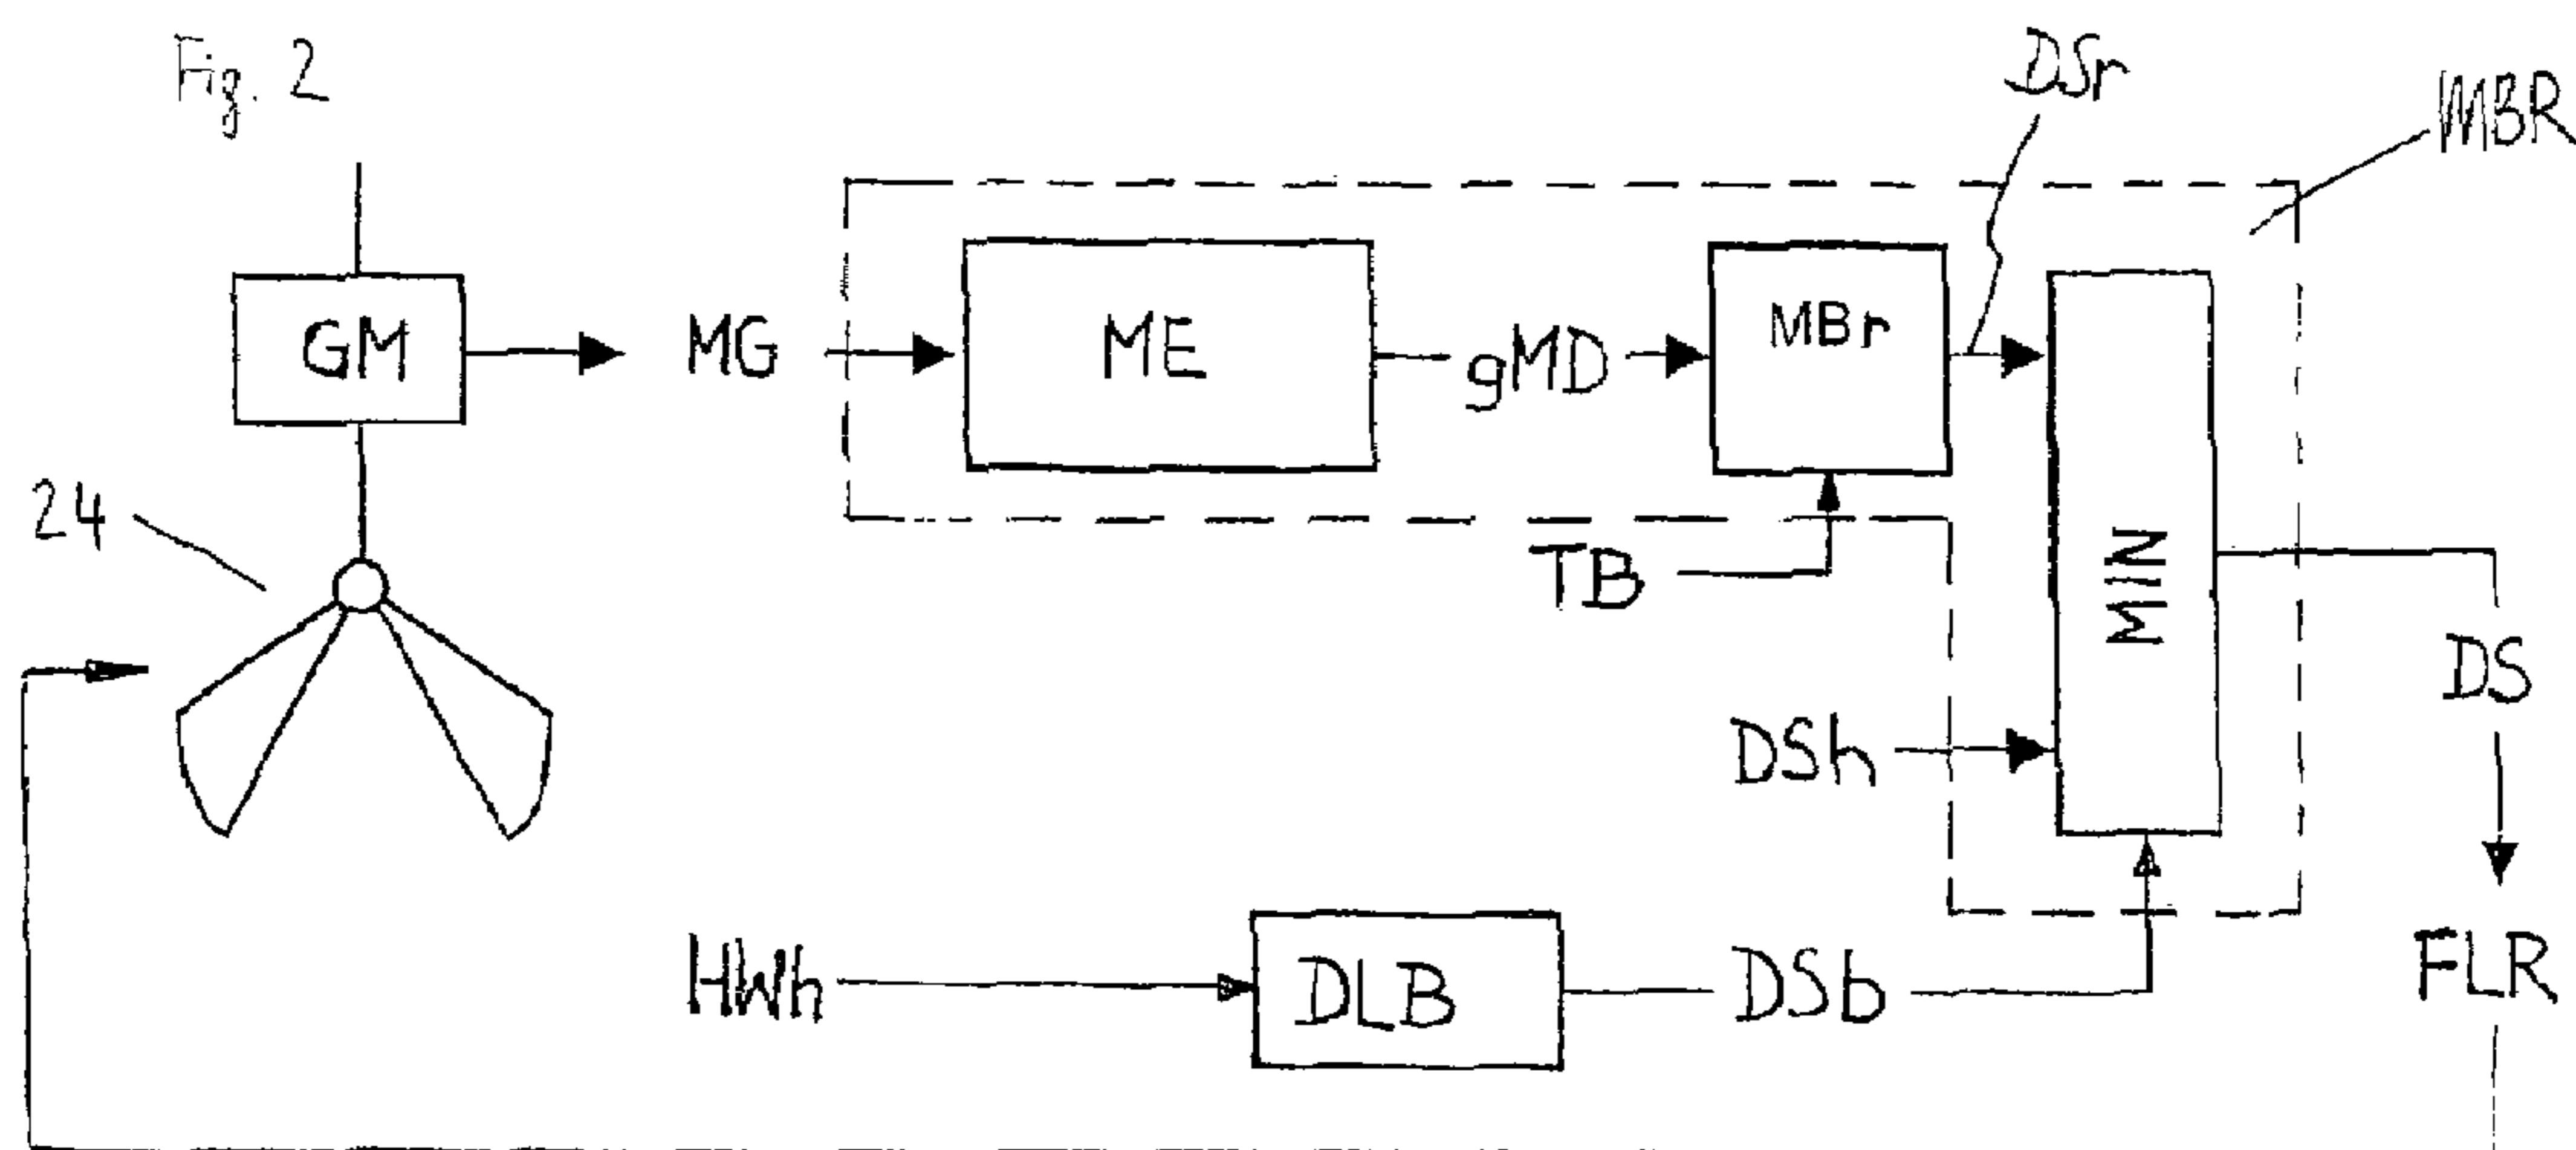 Fig. 2
DSr
MBR
GM
MG
ME
gMD
MBr
MIN
24
TB
DS
DSh
HWh
DLB
DSb
FLR